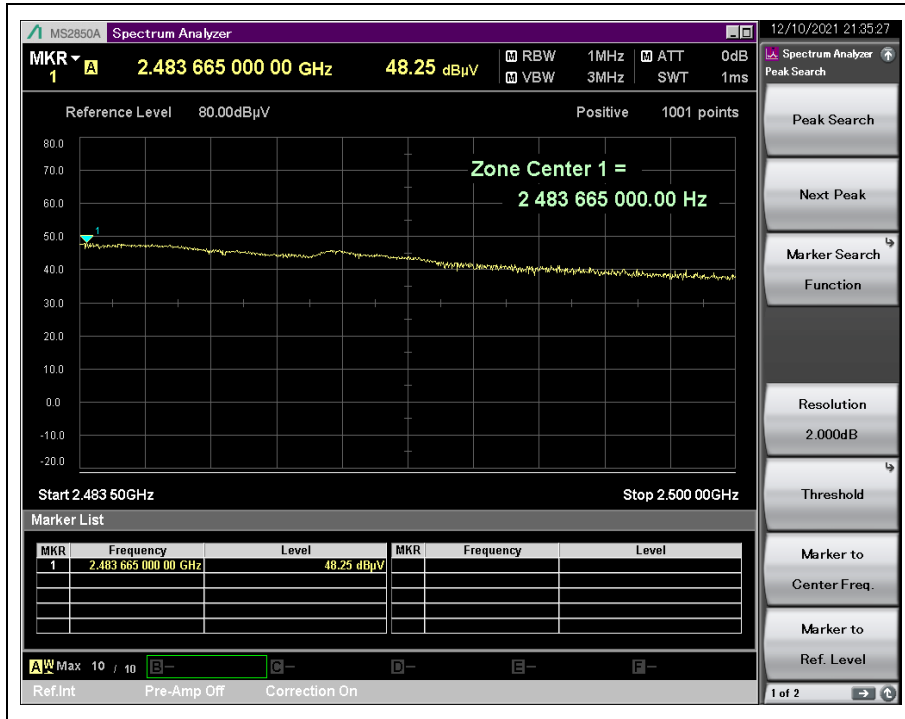 MS2850A Spectrum Analyzer
12/10/2021 21:35:27
MKR 1 A 2.483 665 000 00 GHz 48.25 dBµV
M RBW 1MHz M ATT 0dB
M VBW 3MHz SWT 1ms
Spectrum Analyzer
Peak Search
Reference Level 80.00dBµV Positive 1001 points
80.0
70.0
60.0
50.0
40.0
30.0
20.0
10.0
0.0
-10.0
-20.0
Zone Center 1 =
2 483 665 000.00 Hz
1
Start 2.483 50GHz Stop 2.500 00GHz
Marker List
MKR Frequency Level MKR Frequency Level
1 2.483 665 000 00 GHz 48.25 dBµV
A W Max 10 / 10 B- C- D- E- F-
Ref.Int Pre-Amp Off Correction On
Peak Search
Next Peak
Marker Search
Function
Resolution
2.000dB
Threshold
Marker to
Center Freq.
Marker to
Ref. Level
1 of 2